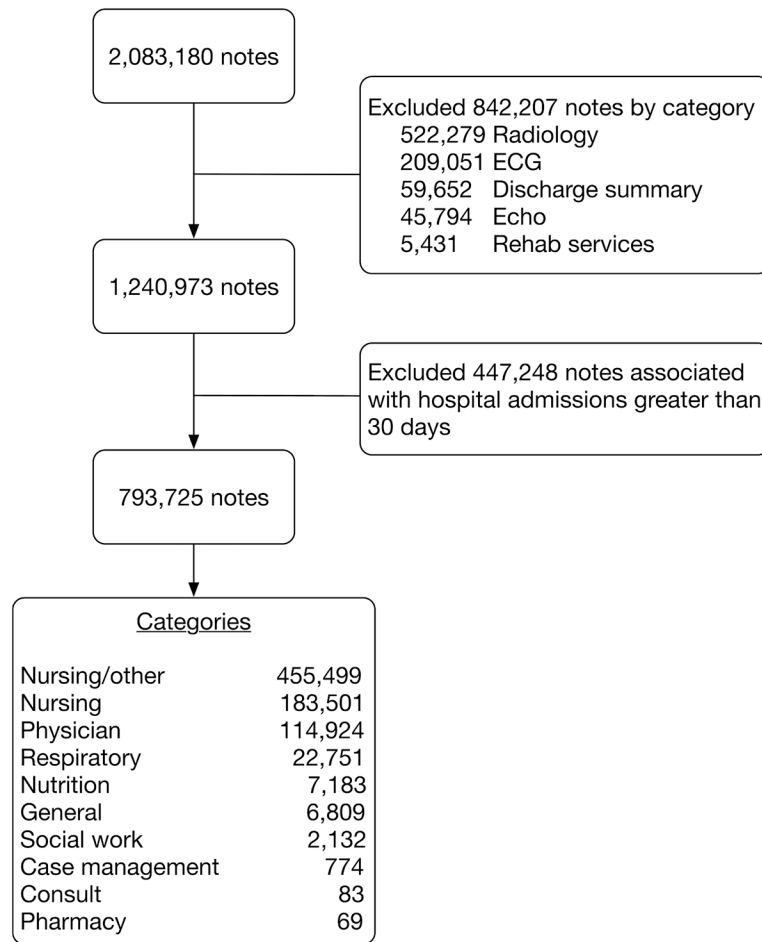 2,083,180 notes
Excluded 842,207 notes by category
522,279 Radiology
209,051 ECG
59,652 Discharge summary
45,794 Echo
5,431 Rehab services
1,240,973 notes
Excluded 447,248 notes associated
with hospital admissions greater than
30 days
793,725 notes
Categories
Nursing/other 455,499
Nursing 183,501
Physician 114,924
Respiratory 22,751
Nutrition 7,183
General 6,809
Social work 2,132
Case management 774
Consult 83
Pharmacy 69